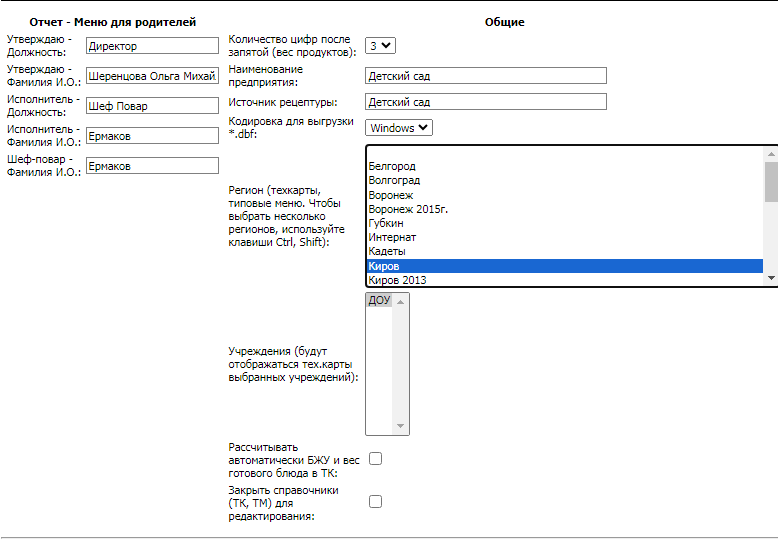 Отчет - Меню для родителей
Утверждаю -
Должность:
Директор
Утверждаю -
Фамилия И.О.:
Шеренцова Ольга Михай
Исполнитель -
Должность:
Шеф Повар
Исполнитель -
Фамилия И.О.:
Ермаков
Шеф-повар -
Фамилия И.О.:
Ермаков
Общие
Количество цифр после
запятой (вес продуктов):
3
Наименование
предприятия:
Детский сад
Источник рецептуры:
Детский сад
Кодировка для выгрузки
*.dbf:
Windows
Регион (техкарты,
типовые меню. Чтобы
выбрать несколько
регионов, используйте
клавиши Ctrl, Shift):
Белгород
Волгоград
Воронеж
Воронеж 2015г.
Губкин
Интернат
Кадеты
Киров
Киров 2013
Учреждения (будут
отображаться тех.карты
выбранных учреждений):
ДОУ
Рассчитывать
автоматически БЖУ и вес
готового блюда в ТК:
Закрыть справочники
(ТК, ТМ) для
редактирования: